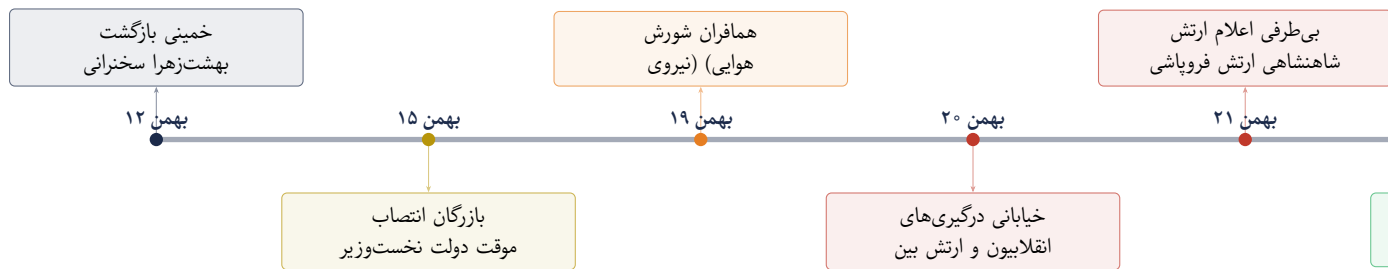 خمینی بازگشت
بهشت‌زهرا سخنرانی
بهمن ۱۲
بهمن ۱۵
بازرگان انتصاب
موقت دولت نخست‌وزیر
همافران شورش
هوایی) (نیروی
بهمن ۱۹
بهمن ۲۰
خیابانی درگیری‌های
انقلابیون و ارتش بین
بی‌طرفی اعلام ارتش
شاهنشاهی ارتش فروپاشی
بهمن ۲۱